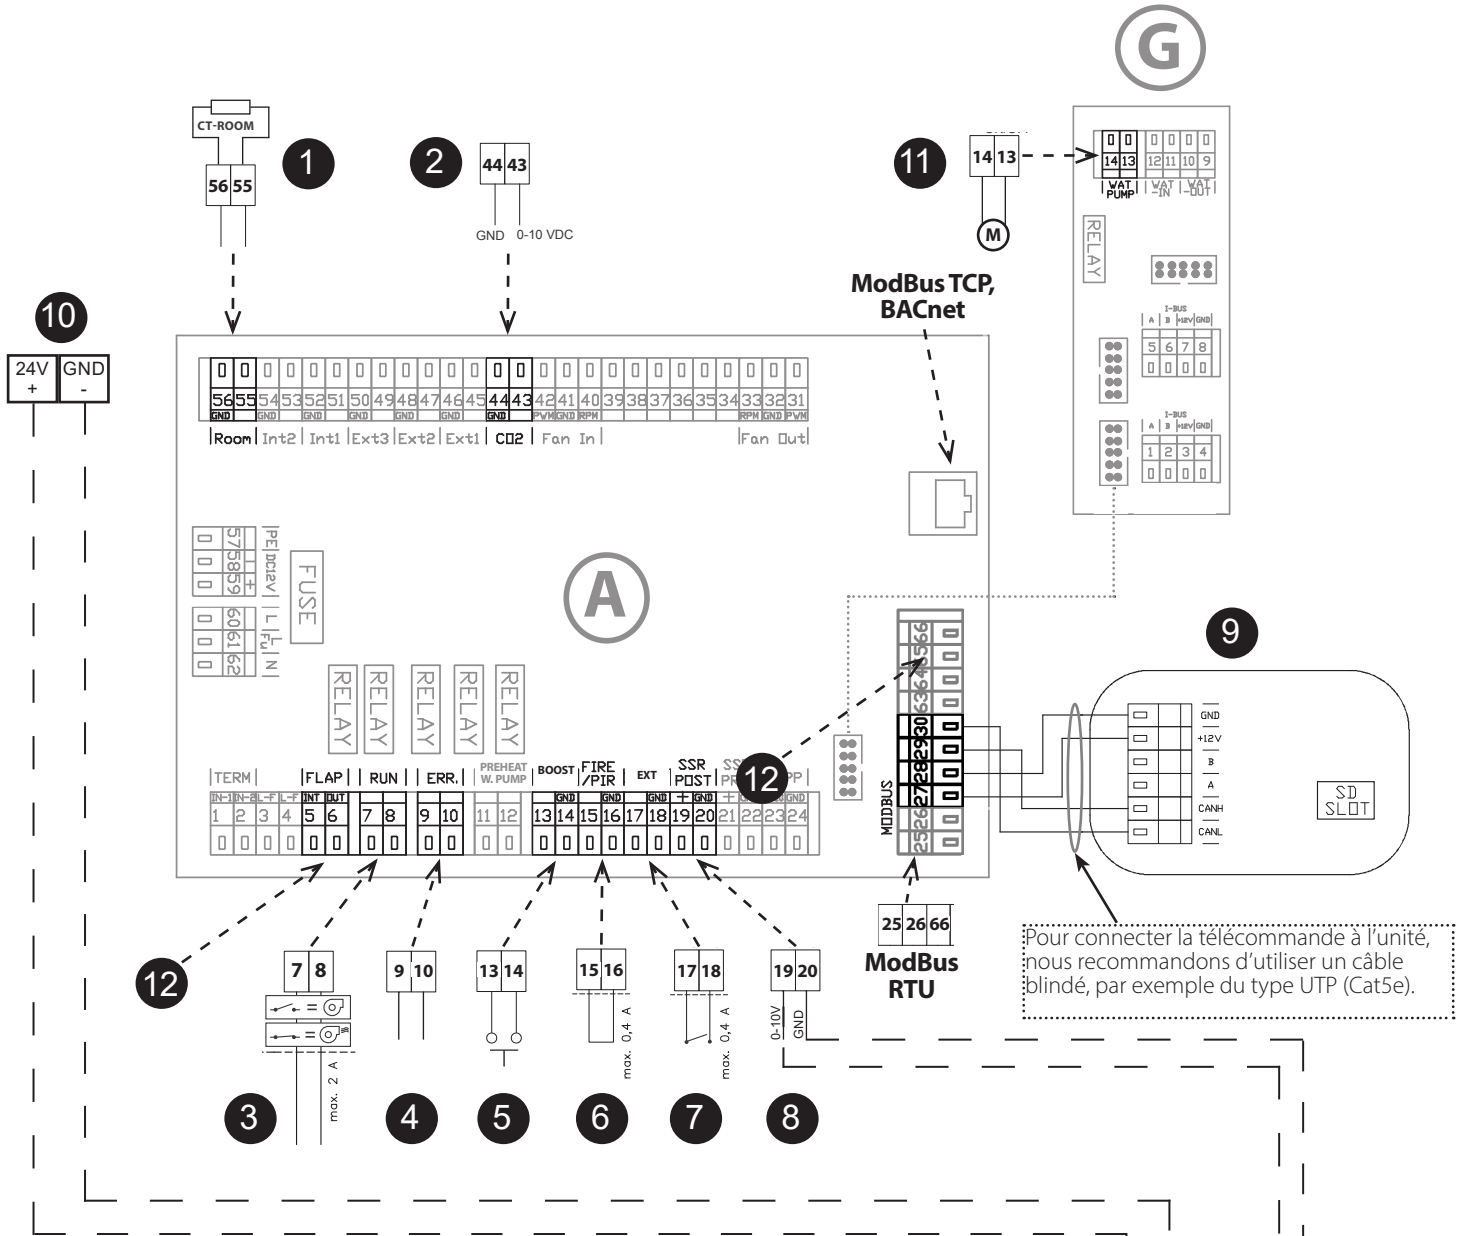 G
CT-ROOM
1
56 55
2
44 43
GND 0-10 VDC
11
14 13
M
14 13 12 11 10 9
WAT PUMP
WAT -IN
WAT -OUT
RELAY
I-BUS
A B +12V GND
5 6 7 8
I-BUS
A B +12V GND
1 2 3 4
ModBus TCP,
BACnet
10
24V
+
GND
-
56 55 54 53 52 51 50 49 48 47 46 45 44 43 42 41 40 39 38 37 36 35 34 33 32 31
GND GND GND GND GND GND GND PWM GND RPM RPM GND PWM
Room Int2 Int1 Ext3 Ext2 Ext1 CO2 Fan In Fan Out
57 58 59
PE DC12V - +
60 61 62
L Fu L N
FUSE
A
RELAY RELAY RELAY RELAY RELAY
66
65
64
63
30
29
28
27
26
25
MODBUS
12
9
GND
+12V
B
A
CANH
CANL
SD
SLOT
TERM FLAP RUN ERR. PREHEAT W. PUMP BOOST FIRE /PIR EXT SSR POST
IN-1 IN-2 L-F L-F INT OUT GND GND GND + GND + GND
1 2 3 4 5 6 7 8 9 10 11 12 13 14 15 16 17 18 19 20 21 22 23 24
12
7 8
= 
= 
max. 2 A
3
9 10
4
13 14
5
15 16
max. 0,4 A
6
17 18
max. 0,4 A
7
19 20
0-10V
GND
8
25 26 66
ModBus
RTU
Pour connecter la télécommande à l'unité,
nous recommandons d'utiliser un câble
blindé, par exemple du type UTP (Cat5e).